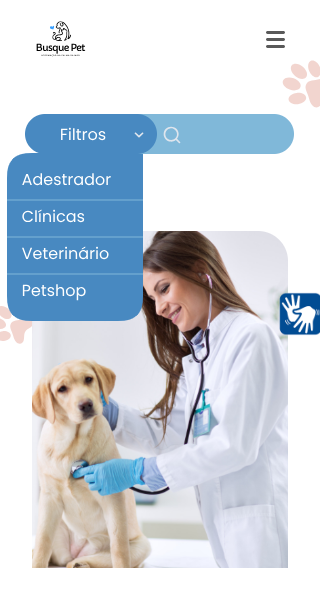 Busque Pet
Filtros
Adestrador
Clínicas
Veterinário
Petshop